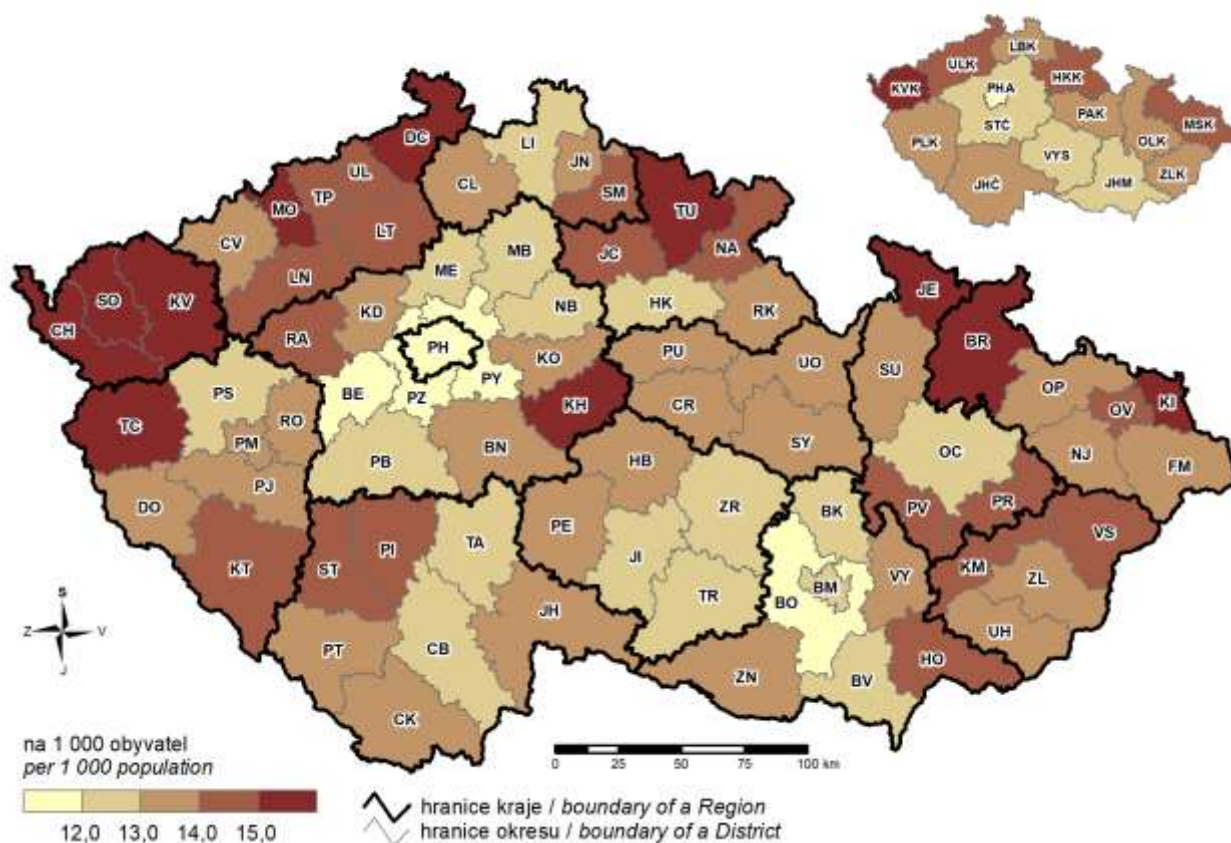 LBK
ULK
HKK
KVK
PHA
PAK
STČ
MSK
PLK
OLK
VYS
ZLK
JHČ
JHM
DC
LI
UL
JN
CL
TP
MO
SM
TU
LT
CV
MB
JC
NA
ME
LN
SO
KV
KD
NB
HK
RK
JE
CH
RA
PH
KO
PU
UO
SU
BR
OP
PS
BE
PZ
PY
KH
CR
OV
KI
TC
RO
PM
SY
PB
BN
HB
OC
NJ
FM
PJ
DO
ZR
BK
PV
PR
TA
PE
ST
PI
JI
VS
KT
BM
VY
KM
ZL
TR
BO
JH
UH
PT
CB
HO
ZN
BV
CK
S
Z V
J
na 1 000 obyvatel
per 1 000 population
12,0 13,0 14,0 15,0
0 25 50 75 100 km
hranice kraje / boundary of a Region
hranice okresu / boundary of a District